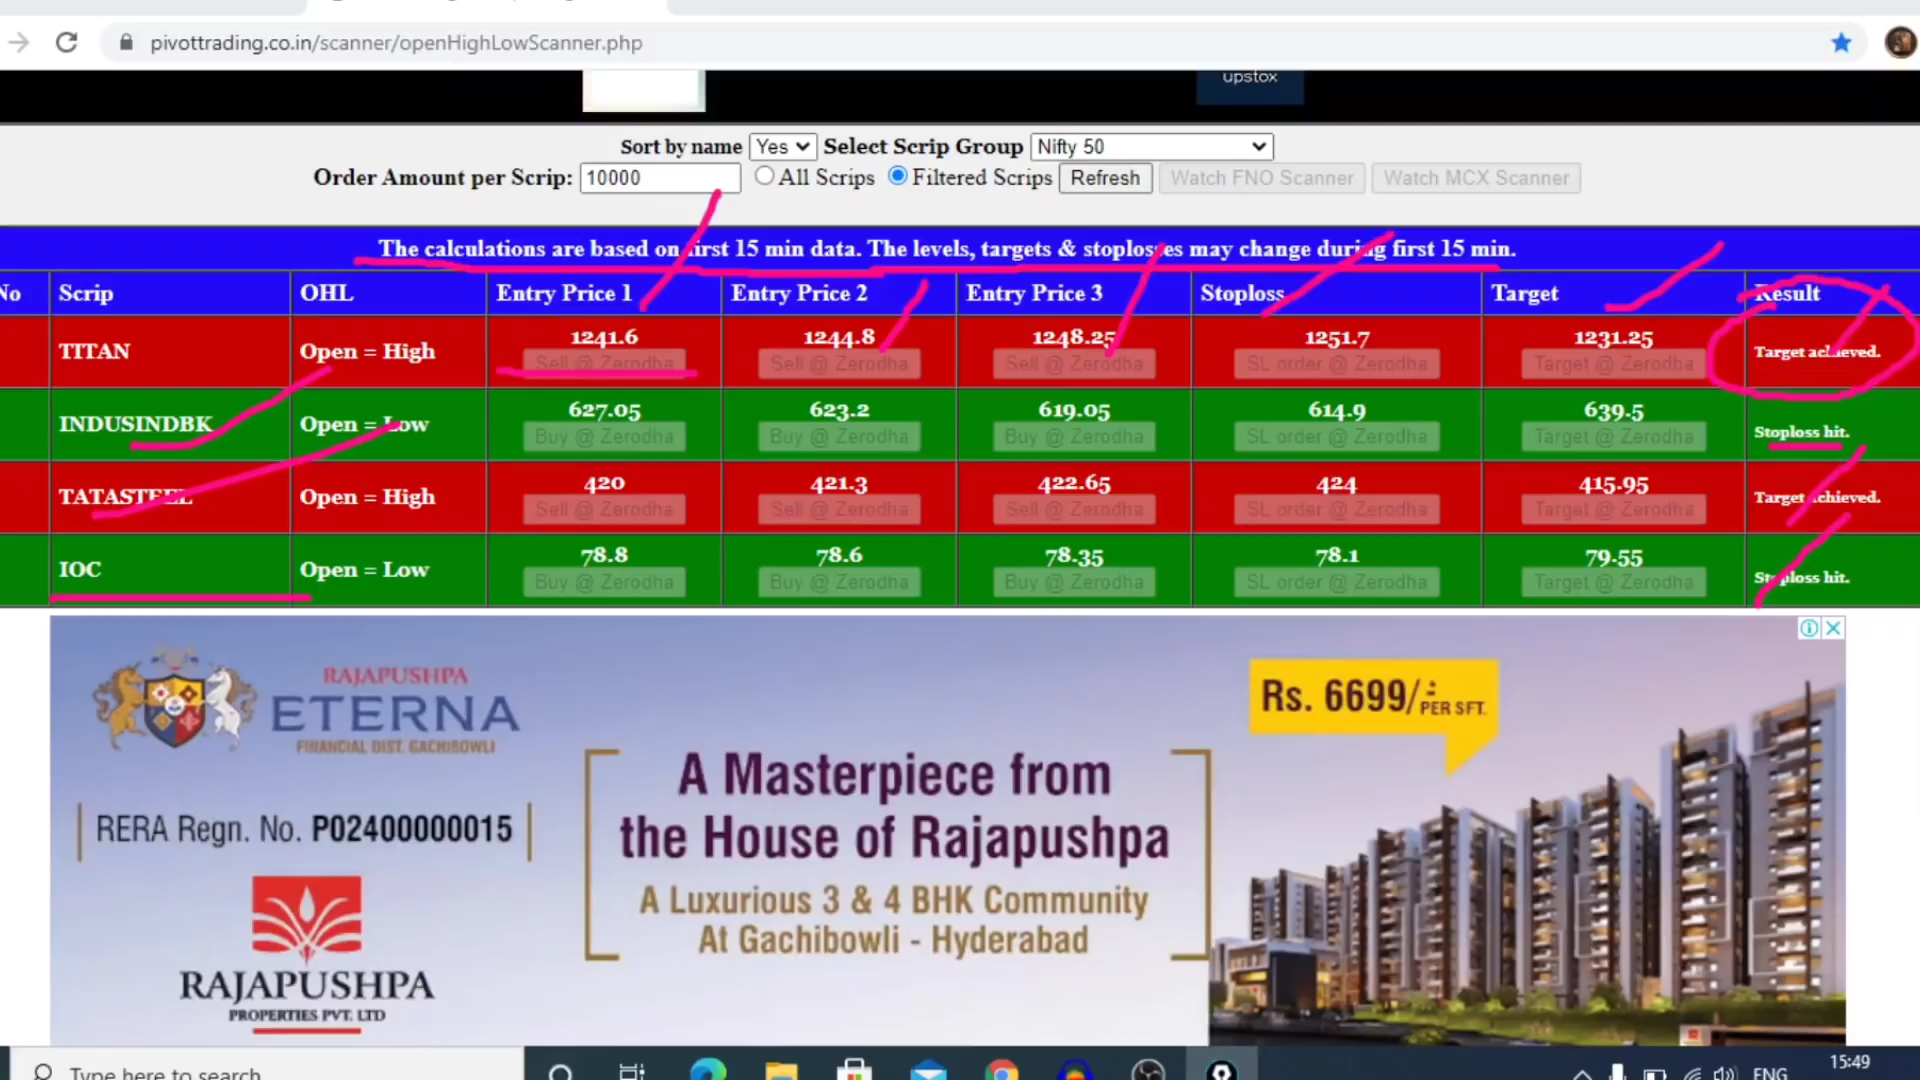 pivottrading.co.in/scanner/openHighLowScanner.php
upstox
Sort by name Yes Select Scrip Group Nifty 50
Order Amount per Scrip: 10000 All Scrips Filtered Scrips Refresh Watch FNO Scanner Watch MCX Scanner
The calculations are based on first 15 min data. The levels, targets & stoplosses may change during first 15 min.
No Scrip OHL Entry Price 1 Entry Price 2 Entry Price 3 Stoploss Target Result
TITAN Open = High 1241.6 1244.8 1248.25 1251.7 1231.25 Target achieved.
Sell @ Zerodha Sell @ Zerodha Sell @ Zerodha SL order @ Zerodha Target @ Zerodha
INDUSINDBK Open = Low 627.05 623.2 619.05 614.9 639.5 Stoploss hit.
Buy @ Zerodha Buy @ Zerodha Buy @ Zerodha SL order @ Zerodha Target @ Zerodha
TATASTEEL Open = High 420 421.3 422.65 424 415.95 Target achieved.
Sell @ Zerodha Sell @ Zerodha Sell @ Zerodha SL order @ Zerodha Target @ Zerodha
IOC Open = Low 78.8 78.6 78.35 78.1 79.55 Stoploss hit.
Buy @ Zerodha Buy @ Zerodha Buy @ Zerodha SL order @ Zerodha Target @ Zerodha
RAJAPUSHPA
ETERNA
FINANCIAL DIST. GACHIBOWLI
RERA Regn. No. P02400000015
RAJAPUSHPA
PROPERTIES PVT. LTD
A Masterpiece from
the House of Rajapushpa
A Luxurious 3 & 4 BHK Community
At Gachibowli - Hyderabad
Rs. 6699/- PER SFT.
Type here to search
ENG
15:49